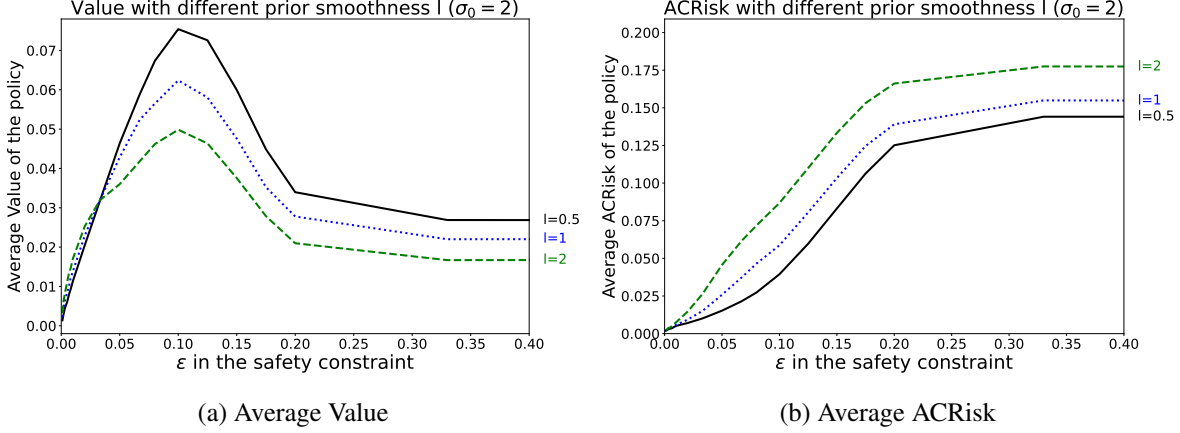 Value with different prior smoothness l (σ₀ = 2)
Average Value of the policy
0.07
0.06
0.05
0.04
0.03
0.02
0.01
0.00
0.00 0.05 0.10 0.15 0.20 0.25 0.30 0.35 0.40
ε in the safety constraint
l=0.5
l=1
l=2
(a) Average Value
ACRisk with different prior smoothness l (σ₀ = 2)
Average ACRisk of the policy
0.200
0.175
0.150
0.125
0.100
0.075
0.050
0.025
0.000
0.00 0.05 0.10 0.15 0.20 0.25 0.30 0.35 0.40
ε in the safety constraint
l=2
l=1
l=0.5
(b) Average ACRisk